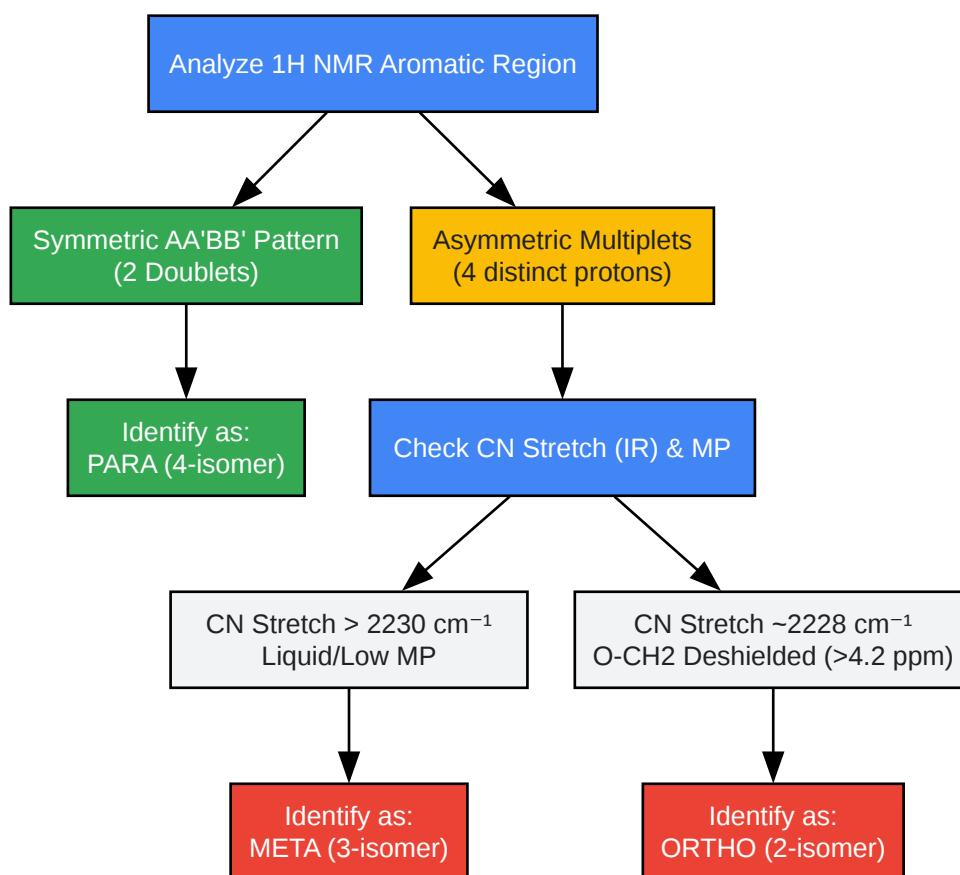 Analyze 1H NMR Aromatic Region
Symmetric AA'BB' Pattern
(2 Doublets)
Asymmetric Multiplets
(4 distinct protons)
Identify as:
PARA (4-isomer)
Check CN Stretch (IR) & MP
CN Stretch > 2230 cm⁻¹
Liquid/Low MP
CN Stretch ~2228 cm⁻¹
O-CH2 Deshielded (>4.2 ppm)
Identify as:
META (3-isomer)
Identify as:
ORTHO (2-isomer)